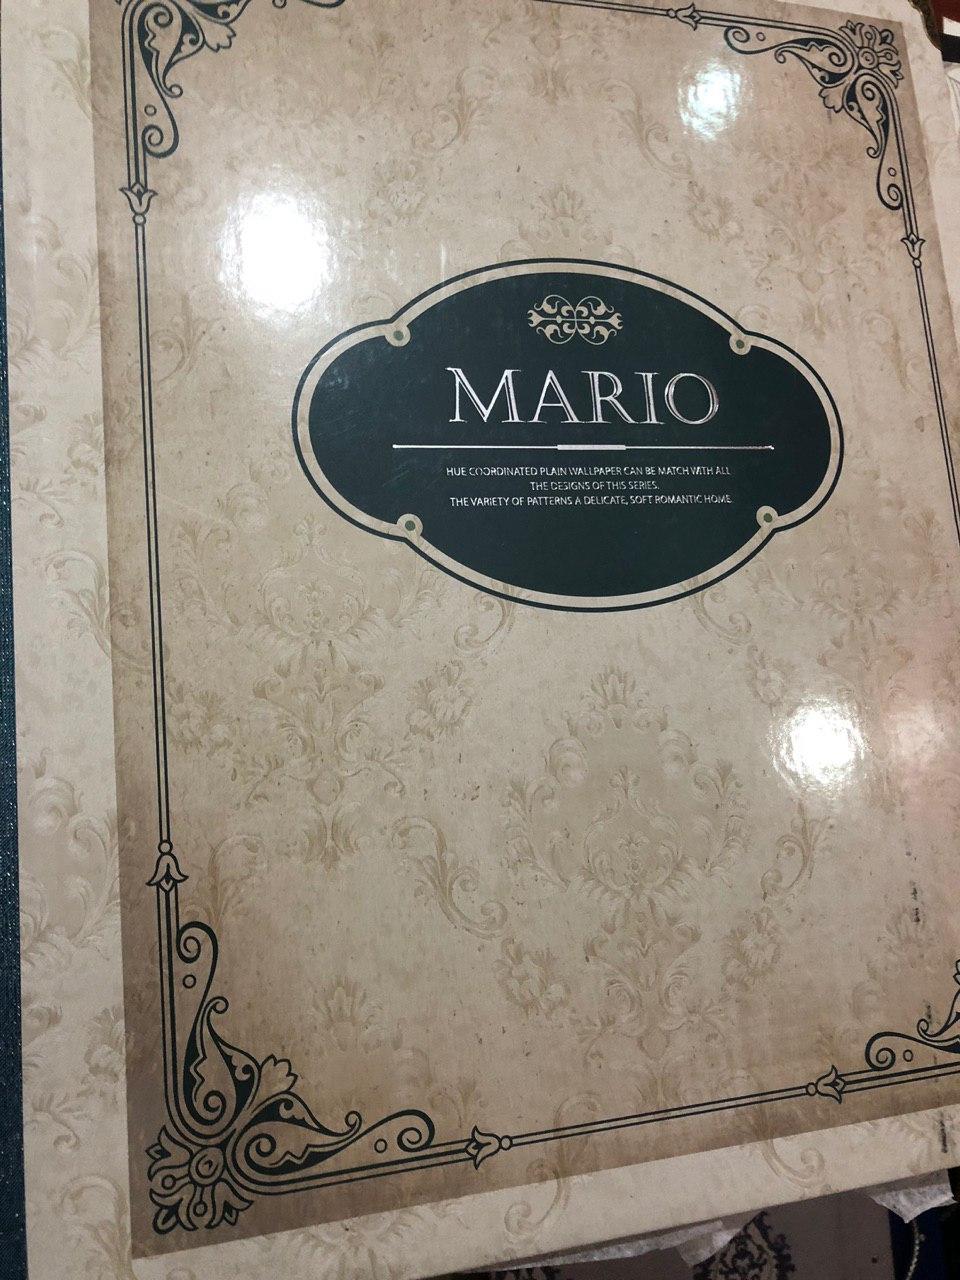 MARIO
HUE COORDINATED PLAIN WALLPAPER CAN BE MATCH WITH ALL
THE DESIGNS OF THIS SERIES.
THE VARIETY OF PATTERNS A DELICATE, SOFT ROMANTIC HOME.